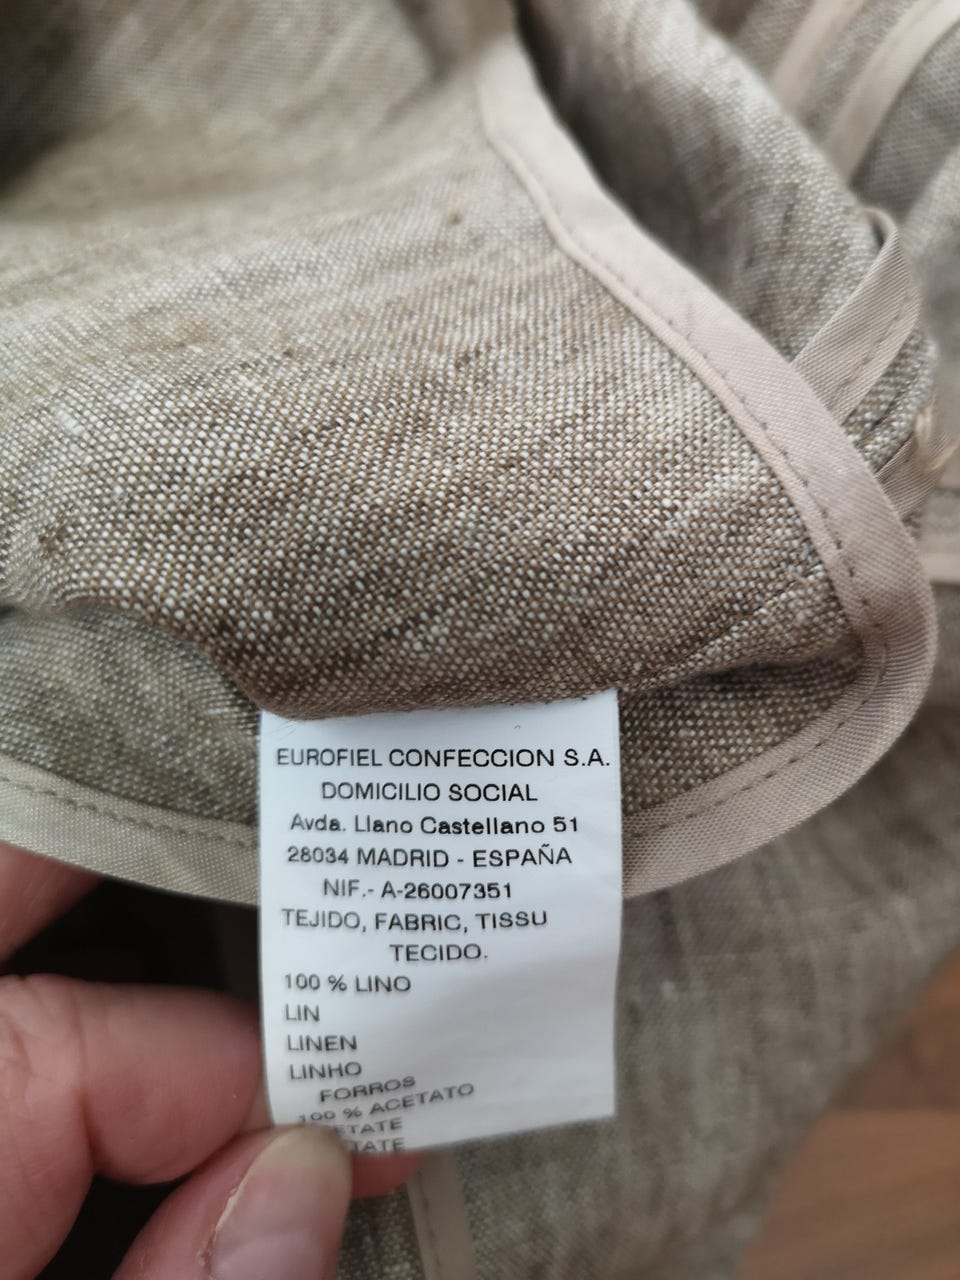 EUROFIEL CONFECCION S.A.
DOMICILIO SOCIAL
Avda. Llano Castellano 51
28034 MADRID - ESPAÑA
NIF.- A-26007351
TEJIDO, FABRIC, TISSU
TECIDO.
100 % LINO
LIN
LINEN
LINHO
FORROS
100 % ACETATO